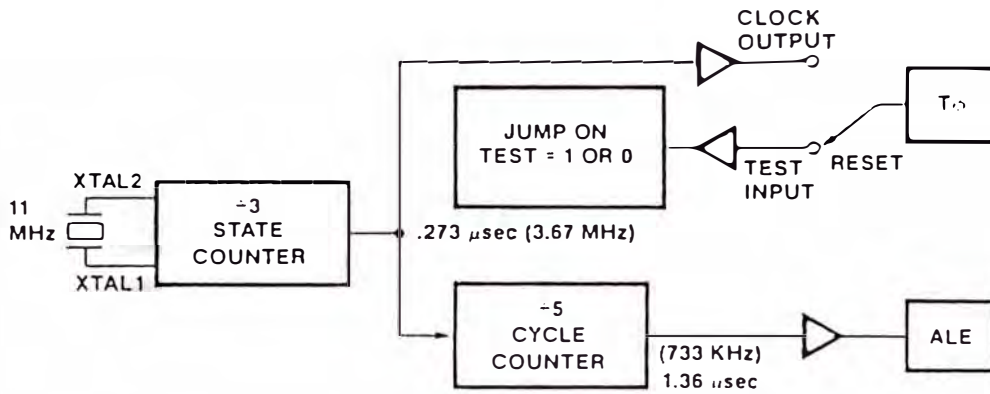 CLOCK
OUTPUT
JUMP ON
TEST = 1 OR 0
TEST
INPUT
RESET
XTAL2
11
MHz
XTAL1
÷3
STATE
COUNTER
.273 µsec (3.67 MHz)
÷5
CYCLE
COUNTER
(733 KHz)
1.36 µsec
ALE